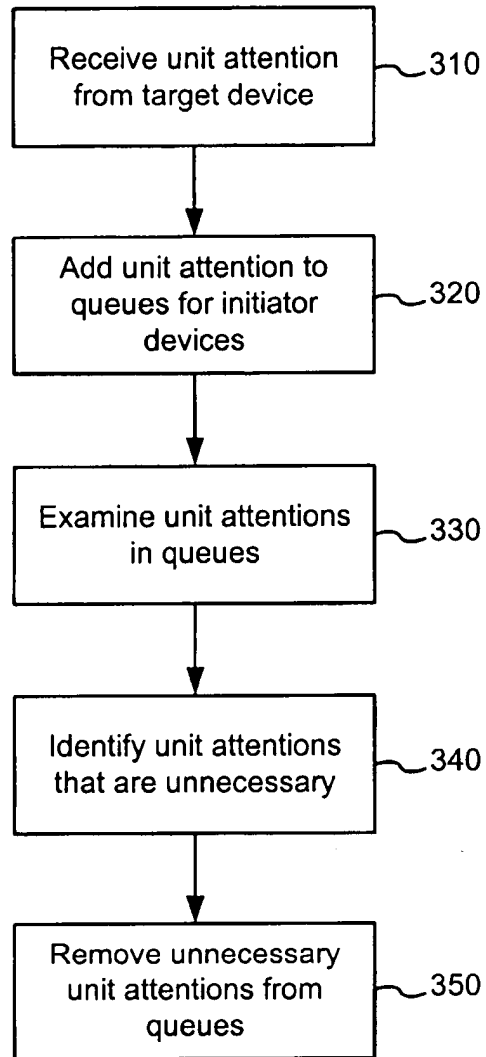 Receive unit attention
from target device
310
Add unit attention to
queues for initiator
devices
320
Examine unit attentions
in queues
330
Identify unit attentions
that are unnecessary
340
Remove unnecessary
unit attentions from
queues
350